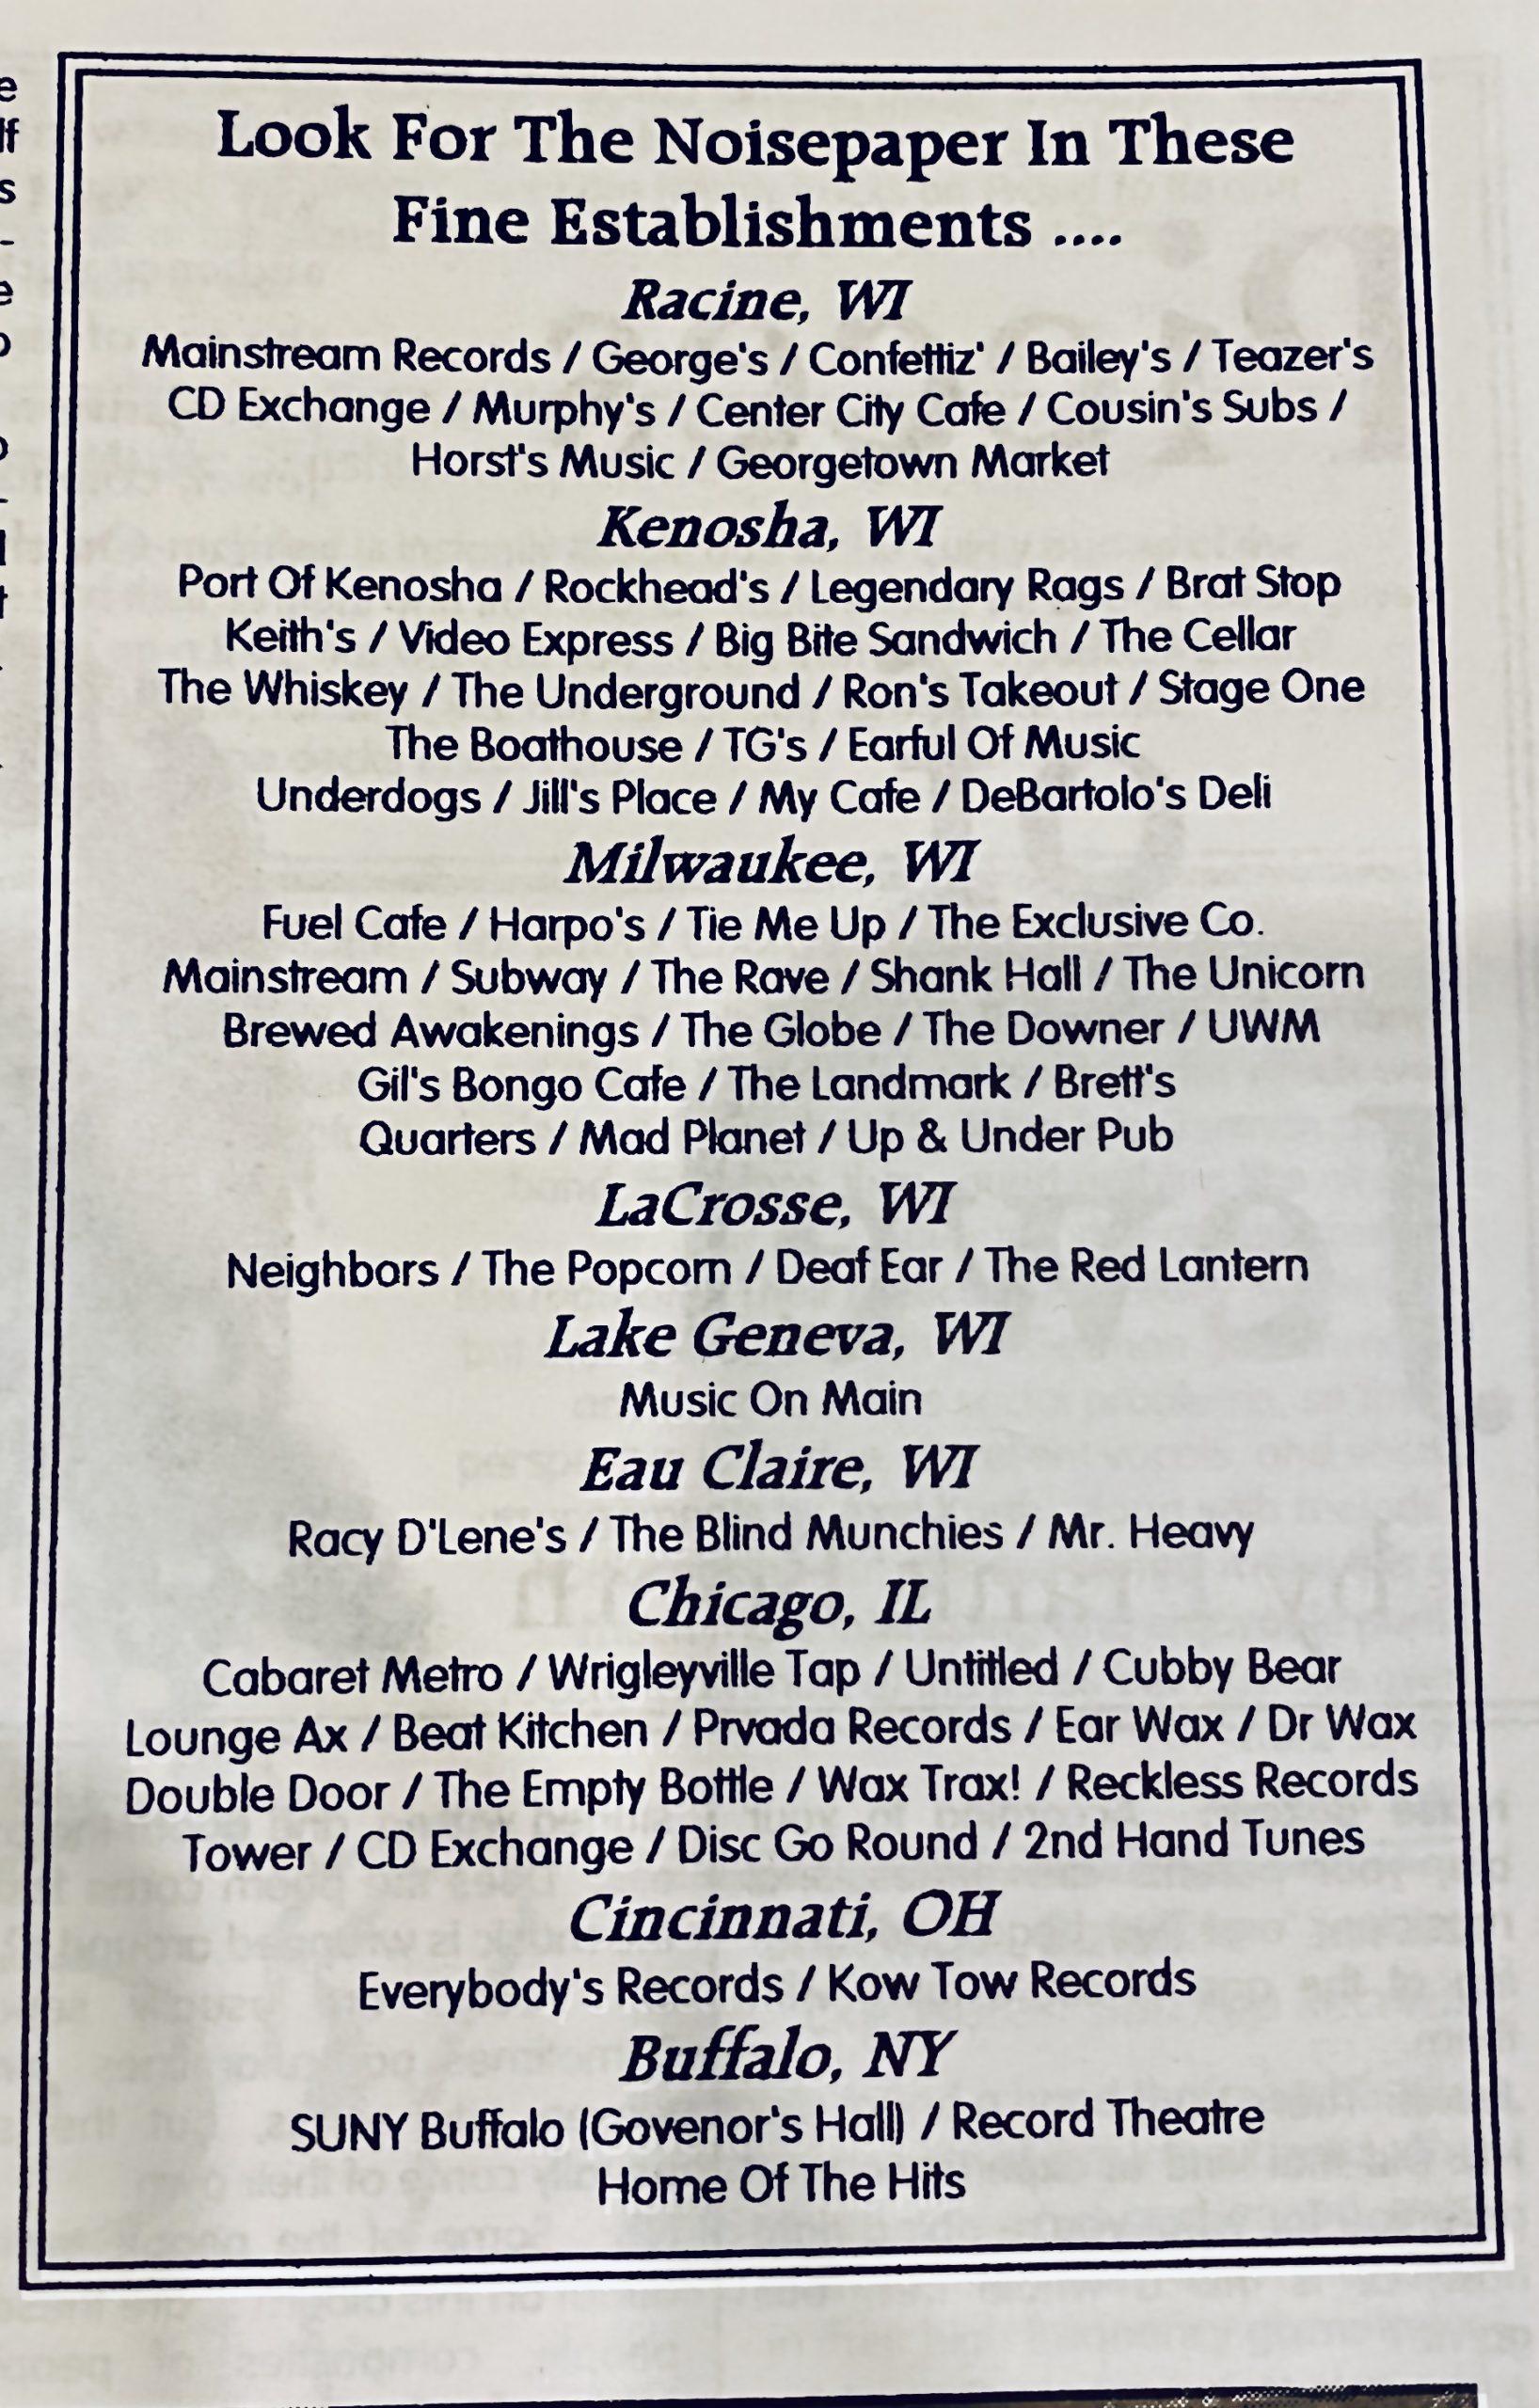 Look For The Noisepaper In These
Fine Establishments ....
Racine, WI
Mainstream Records / George's / Confettiz' / Bailey's / Teazer's
CD Exchange / Murphy's / Center City Cafe / Cousin's Subs /
Horst's Music / Georgetown Market
Kenosha, WI
Port Of Kenosha / Rockhead's / Legendary Rags / Brat Stop
Keith's / Video Express / Big Bite Sandwich / The Cellar
The Whiskey / The Underground / Ron's Takeout / Stage One
The Boathouse / TG's / Earful Of Music
Underdogs / Jill's Place / My Cafe / DeBartolo's Deli
Milwaukee, WI
Fuel Cafe / Harpo's / Tie Me Up / The Exclusive Co.
Mainstream / Subway / The Rave / Shank Hall / The Unicorn
Brewed Awakenings / The Globe / The Downer / UWM
Gil's Bongo Cafe / The Landmark / Brett's
Quarters / Mad Planet / Up & Under Pub
LaCrosse, WI
Neighbors / The Popcorn / Deaf Ear / The Red Lantern
Lake Geneva, WI
Music On Main
Eau Claire, WI
Racy D'Lene's / The Blind Munchies / Mr. Heavy
Chicago, IL
Cabaret Metro / Wrigleyville Tap / Untitled / Cubby Bear
Lounge Ax / Beat Kitchen / Prvada Records / Ear Wax / Dr Wax
Double Door / The Empty Bottle / Wax Trax! / Reckless Records
Tower / CD Exchange / Disc Go Round / 2nd Hand Tunes
Cincinnati, OH
Everybody's Records / Kow Tow Records
Buffalo, NY
SUNY Buffalo (Govenor's Hall) / Record Theatre
Home Of The Hits